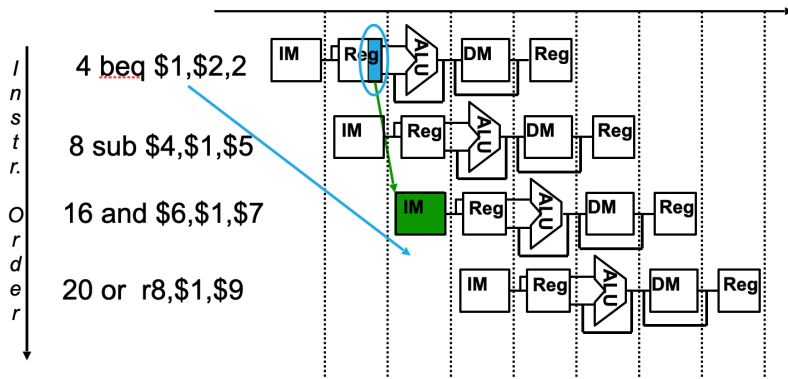 Instr. Order
4 beq $1,$2,2
IM Reg ALU DM Reg
8 sub $4,$1,$5
IM Reg ALU DM Reg
16 and $6,$1,$7
IM Reg ALU DM Reg
20 or r8,$1,$9
IM Reg ALU DM Reg